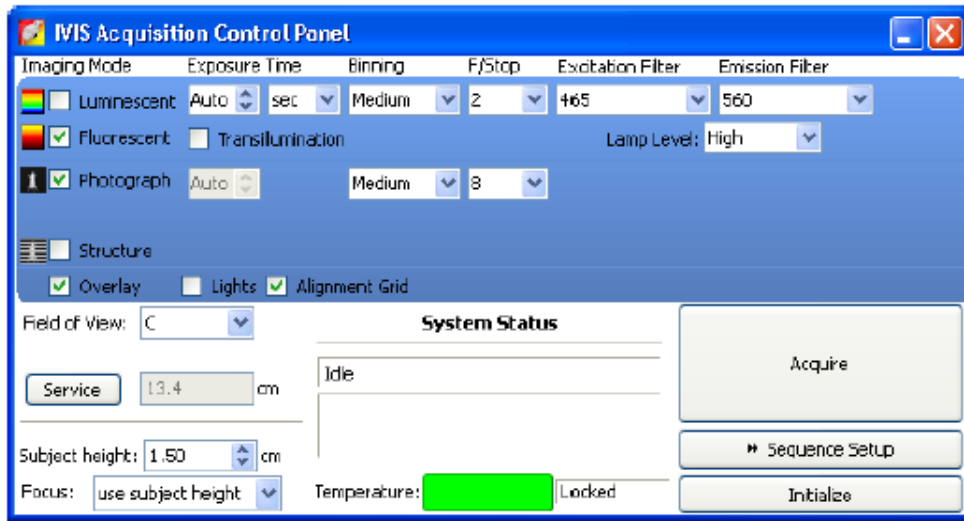 IVIS Acquisition Control Panel
Imaging Mode Exposure Time Binning F/Stop Excitation Filter Emission Filter
Luminescent Auto sec Medium 2 465 560
Fluorescent Transillumination Lamp Level: High
Photograph Auto Medium 8
Structure
Overlay Lights Alignment Grid
Field of View: C System Status
Idle Acquire
Service 13.4 cm
Subject height: 1.50 cm Sequence Setup
Focus: use subject height Temperature: Locked Initialize